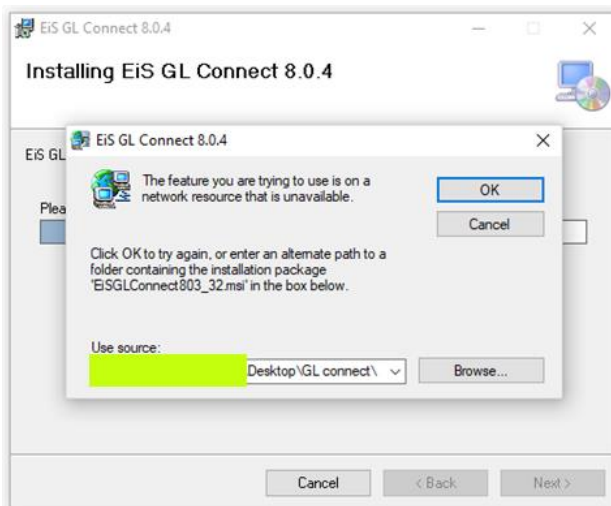 EiS GL Connect 8.0.4
Installing EiS GL Connect 8.0.4
EiS GL Connect 8.0.4
EiS GL
The feature you are trying to use is on a
network resource that is unavailable.
OK
Cancel
Plea
Click OK to try again, or enter an alternate path to a
folder containing the installation package
'EiSGLConnect803_32.msi' in the box below.
Use source:
Desktop\GL connect\
Browse...
Cancel
< Back
Next >